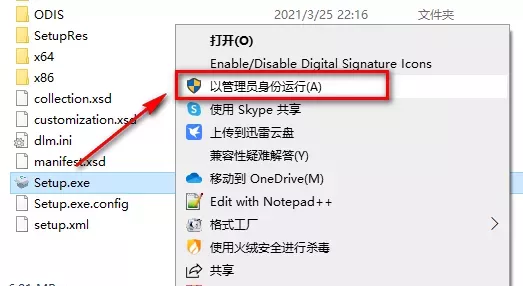 ODIS
2021/3/25 22:16
文件夹
SetupRes
x64
x86
collection.xsd
customization.xsd
dlm.ini
manifest.xsd
Setup.exe
Setup.exe.config
setup.xml
打开(O)
Enable/Disable Digital Signature Icons
以管理员身份运行(A)
使用 Skype 共享
上传到迅雷云盘
兼容性疑难解答(Y)
移动到 OneDrive(M)
Edit with Notepad++
格式工厂
使用火绒安全进行杀毒
共享